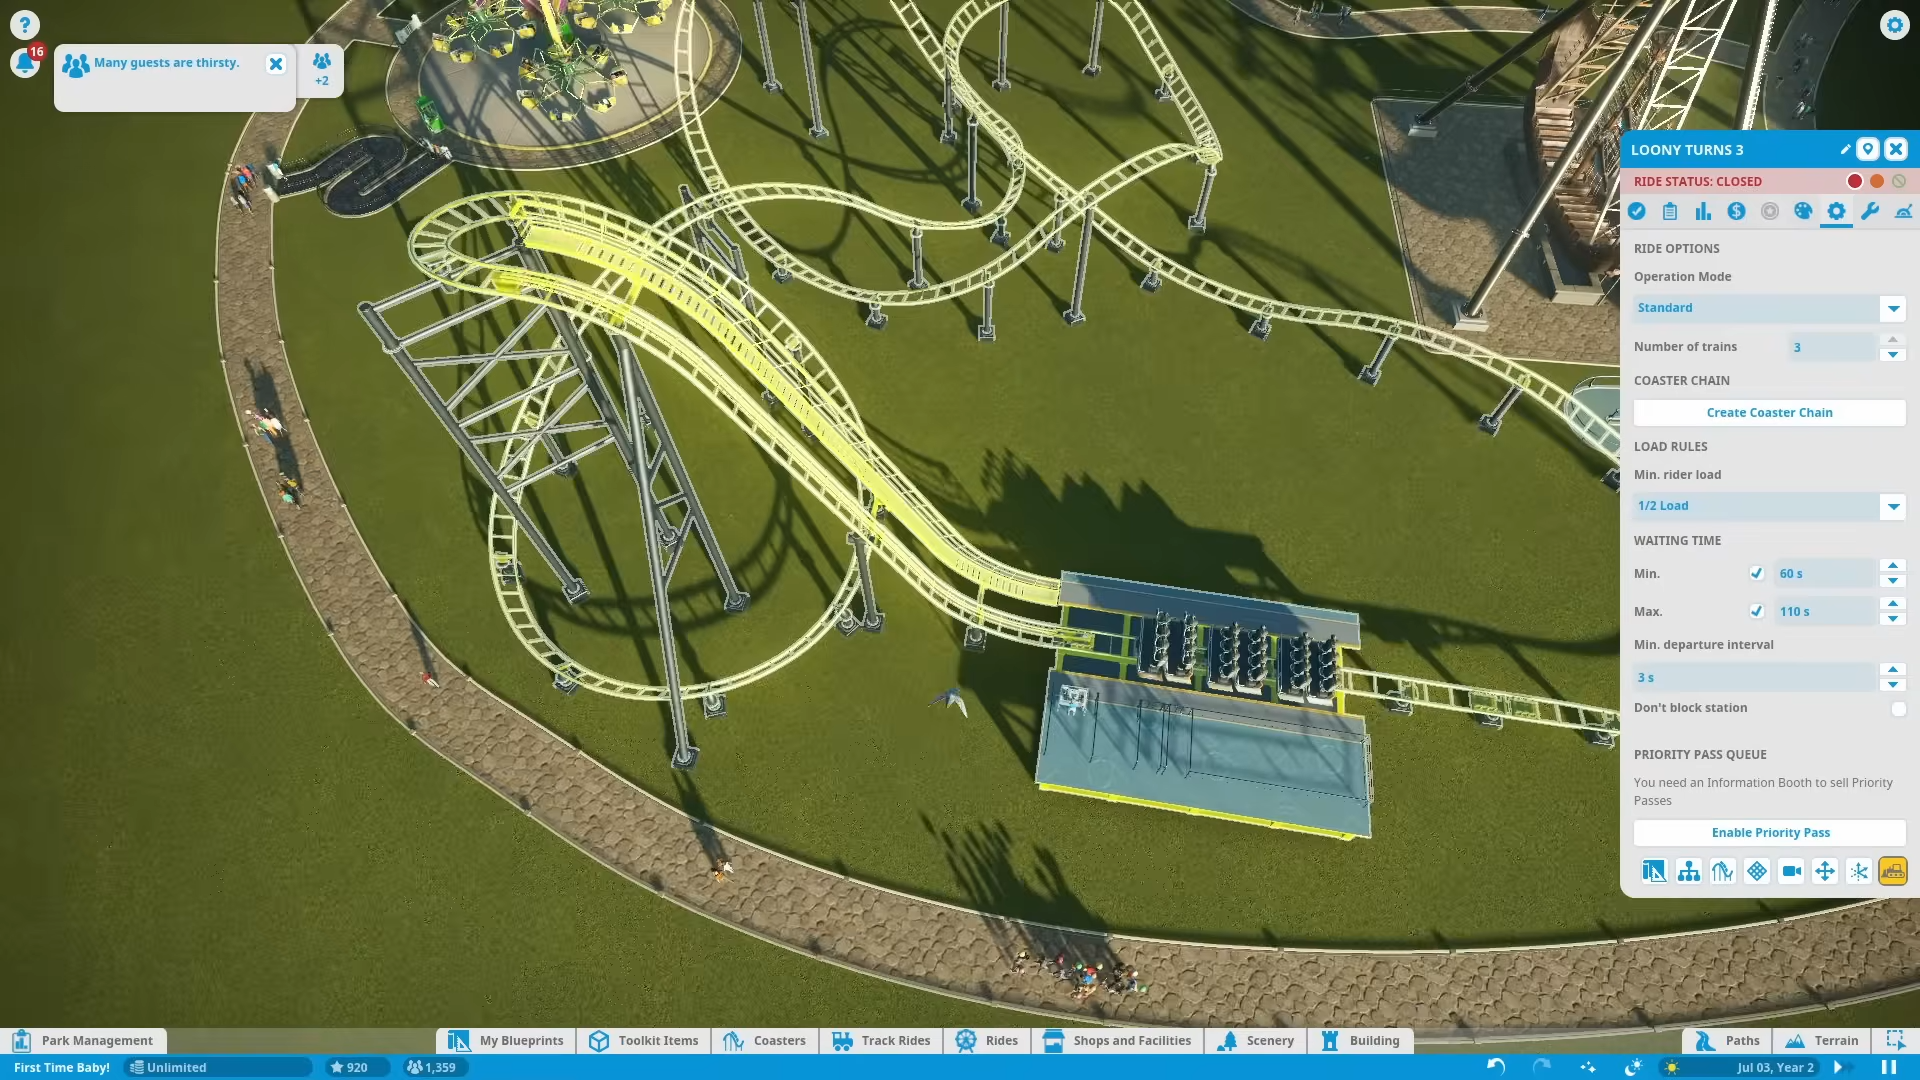 ?
16
Many guests are thirsty.
+2
LOONY TURNS 3
RIDE STATUS: CLOSED
RIDE OPTIONS
Operation Mode
Standard
Number of trains 3
COASTER CHAIN
Create Coaster Chain
LOAD RULES
Min. rider load
1/2 Load
WAITING TIME
Min. 60 s
Max. 110 s
Min. departure interval
3 s
Don't block station
PRIORITY PASS QUEUE
You need an Information Booth to sell Priority
Passes
Enable Priority Pass
Park Management My Blueprints Toolkit Items Coasters Track Rides Rides Shops and Facilities Scenery Building Paths Terrain
First Time Baby! Unlimited 920 1,359 Jul 03, Year 2